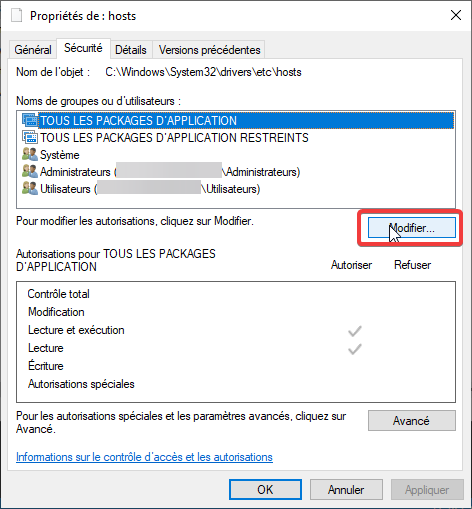 Propriétés de : hosts
Général Sécurité Détails Versions précédentes
Nom de l'objet : C:\Windows\System32\drivers\etc\hosts
Noms de groupes ou d'utilisateurs :
TOUS LES PACKAGES D'APPLICATION
TOUS LES PACKAGES D'APPLICATION RESTREINTS
Système
Administrateurs ( \Administrateurs)
Utilisateurs ( \Utilisateurs)
Pour modifier les autorisations, cliquez sur Modifier.
Modifier...
Autorisations pour TOUS LES PACKAGES
D'APPLICATION
Autoriser Refuser
Contrôle total
Modification
Lecture et exécution
Lecture
Écriture
Autorisations spéciales
Pour les autorisations spéciales et les paramètres avancés, cliquez sur
Avancé.
Avancé
Informations sur le contrôle d'accès et les autorisations
OK Annuler Appliquer